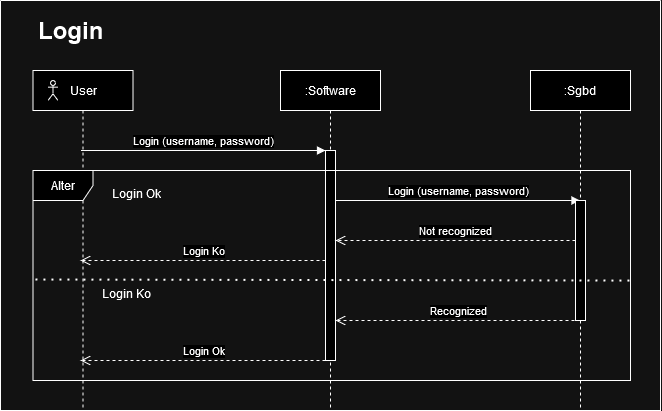 Login
User
:Software
:Sgbd
Login (username, password)
Alter
Login Ok
Login (username, password)
Not recognized
Login Ko
Login Ko
Recognized
Login Ok